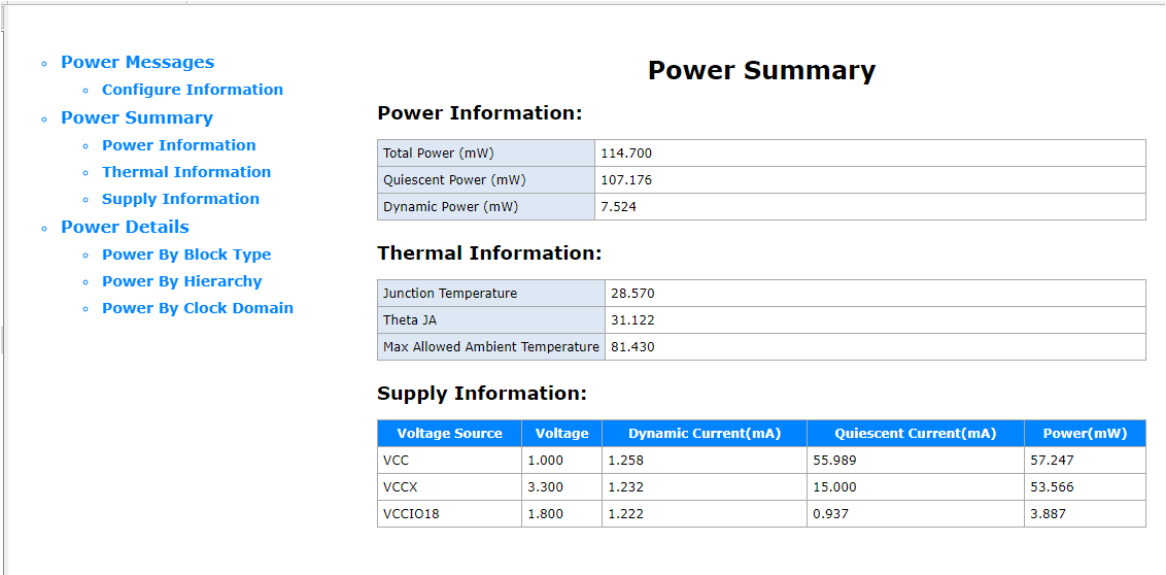 Power Messages
Configure Information
Power Summary
Power Information
Thermal Information
Supply Information
Power Details
Power By Block Type
Power By Hierarchy
Power By Clock Domain
Power Summary
Power Information:
Total Power (mW) 114.700
Quiescent Power (mW) 107.176
Dynamic Power (mW) 7.524
Thermal Information:
Junction Temperature 28.570
Theta JA 31.122
Max Allowed Ambient Temperature 81.430
Supply Information:
Voltage Source Voltage Dynamic Current(mA) Quiescent Current(mA) Power(mW)
VCC 1.000 1.258 55.989 57.247
VCCX 3.300 1.232 15.000 53.566
VCCIO18 1.800 1.222 0.937 3.887